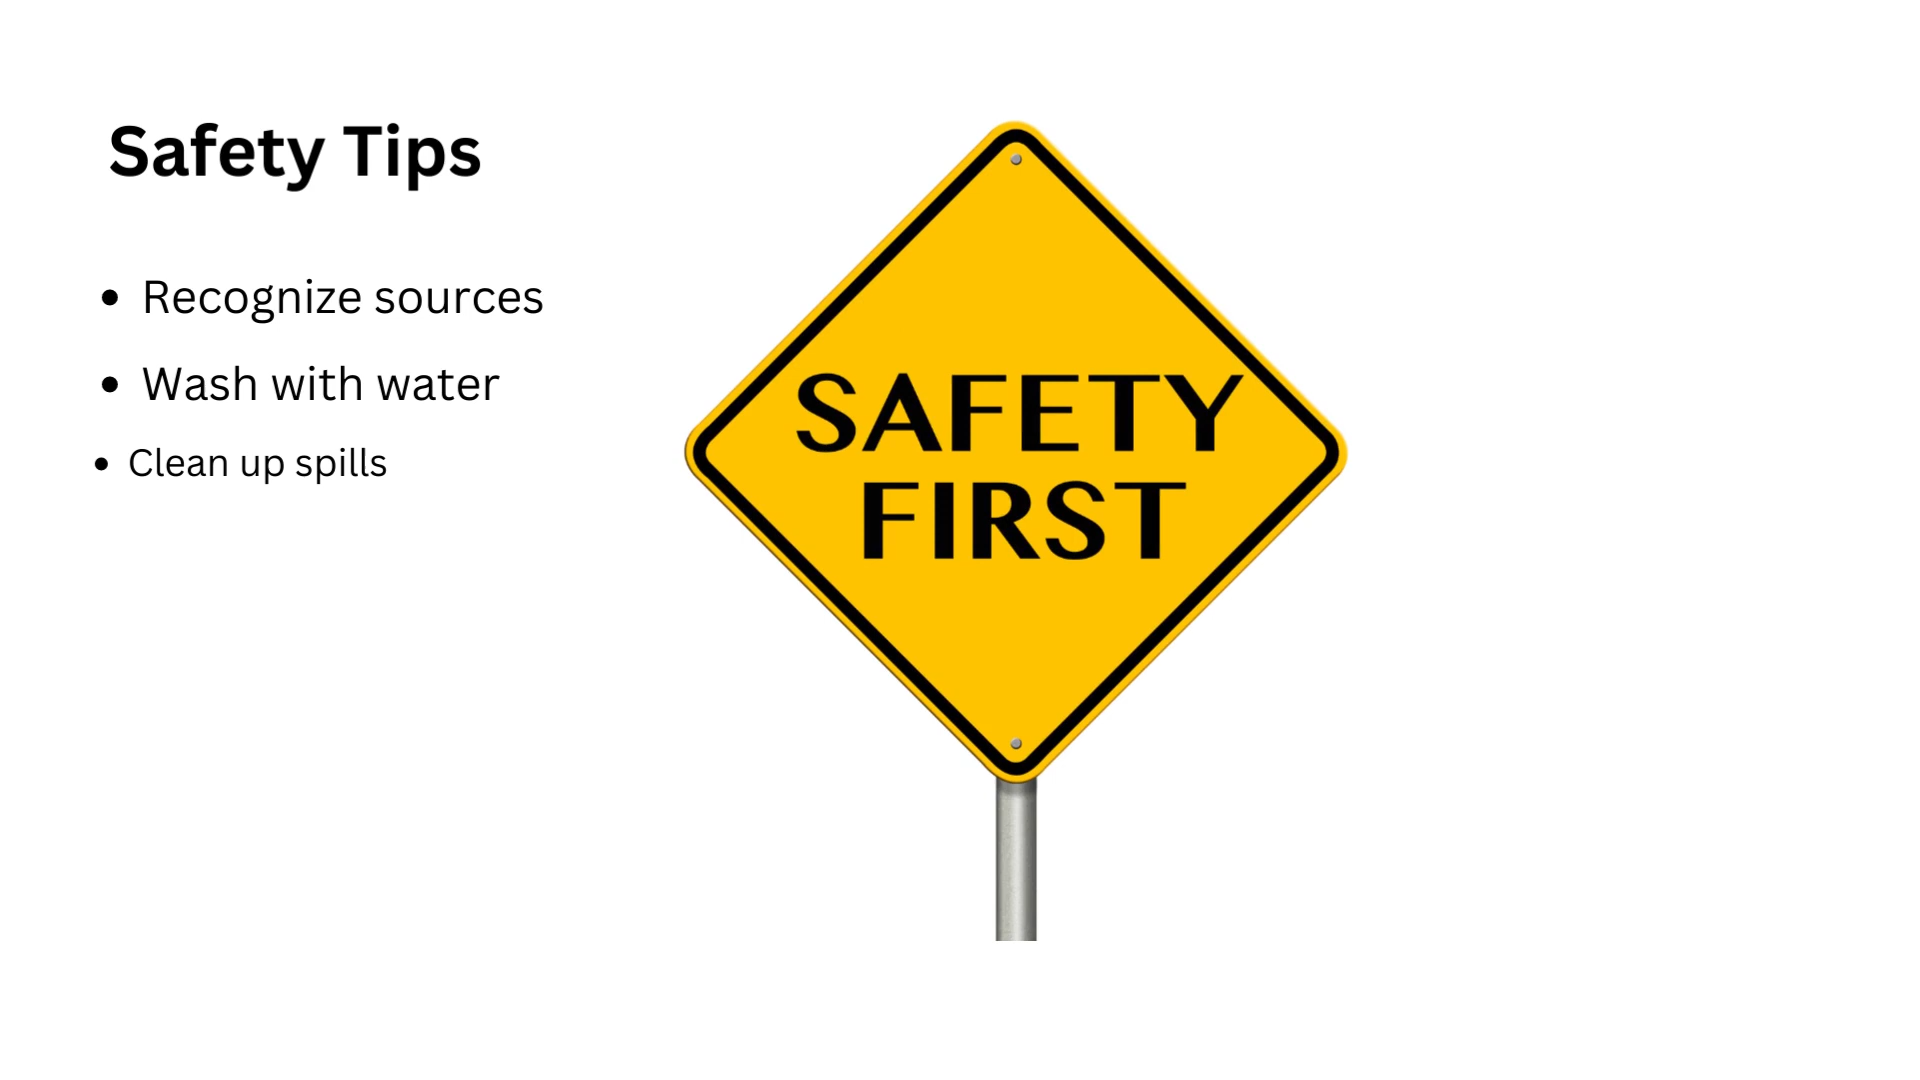 Safety Tips
Recognize sources
Wash with water
Clean up spills
SAFETY
FIRST